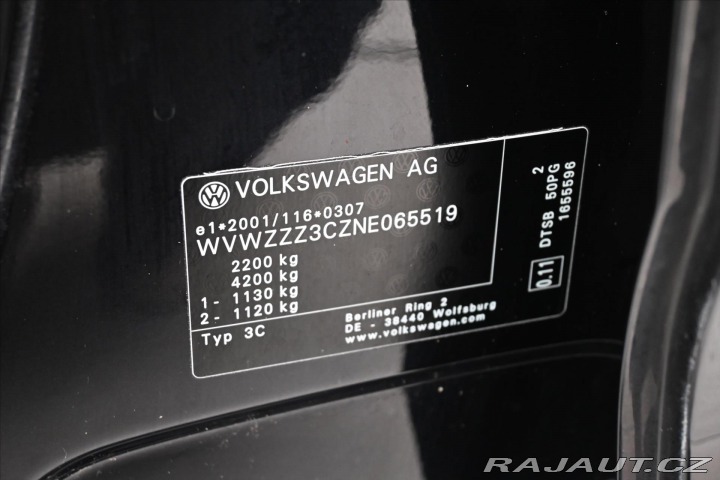 VOLKSWAGEN AG
e1*2001/116*0307
WVWZZZ3CZNE065519
2200 kg
4200 kg
1 - 1130 kg
2 - 1120 kg
Typ 3C
Berliner Ring 2
DE - 38440 Wolfsburg
www.volkswagen.com
0.11 DTSB 50PG 2
1655596
RAJAUT.CZ